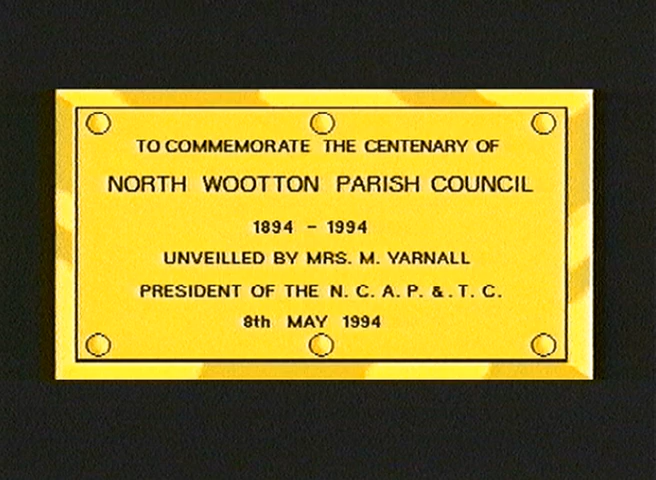 TO COMMEMORATE THE CENTENARY OF
NORTH WOOTTON PARISH COUNCIL
1894 - 1994
UNVEILLED BY MRS. M. YARNALL
PRESIDENT OF THE N. C. A. P. &. T. C.
8th MAY 1994